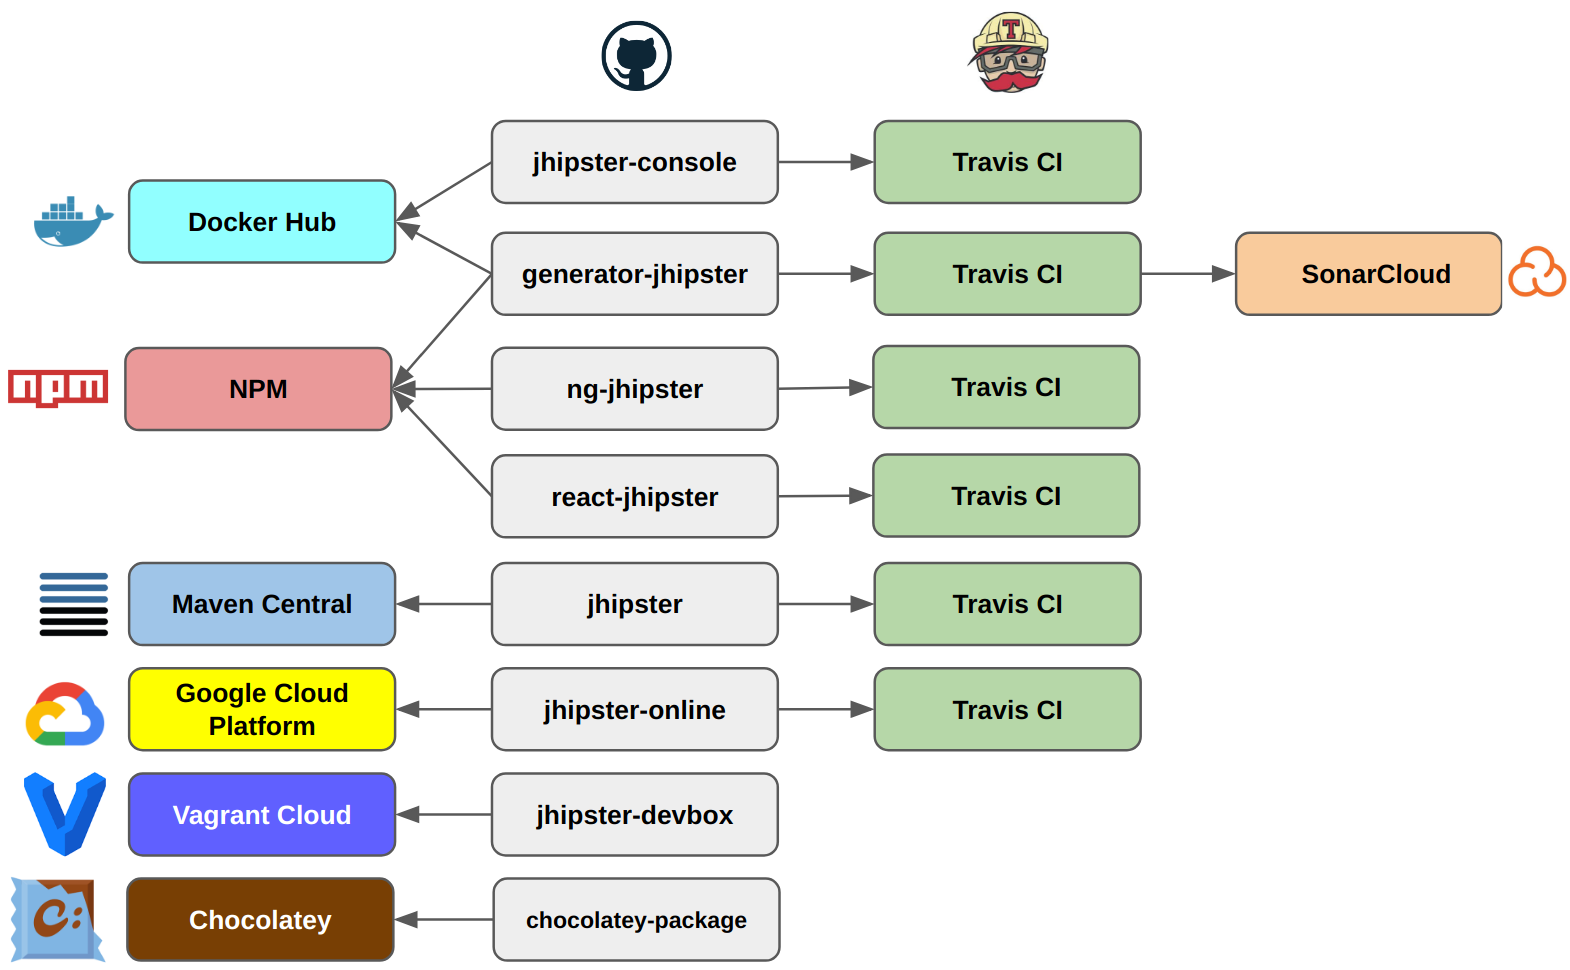 T
jhipster-console
Travis CI
Docker Hub
generator-jhipster
Travis CI
SonarCloud
npm
NPM
ng-jhipster
Travis CI
react-jhipster
Travis CI
Maven Central
jhipster
Travis CI
Google Cloud
Platform
jhipster-online
Travis CI
Vagrant Cloud
jhipster-devbox
Chocolatey
chocolatey-package